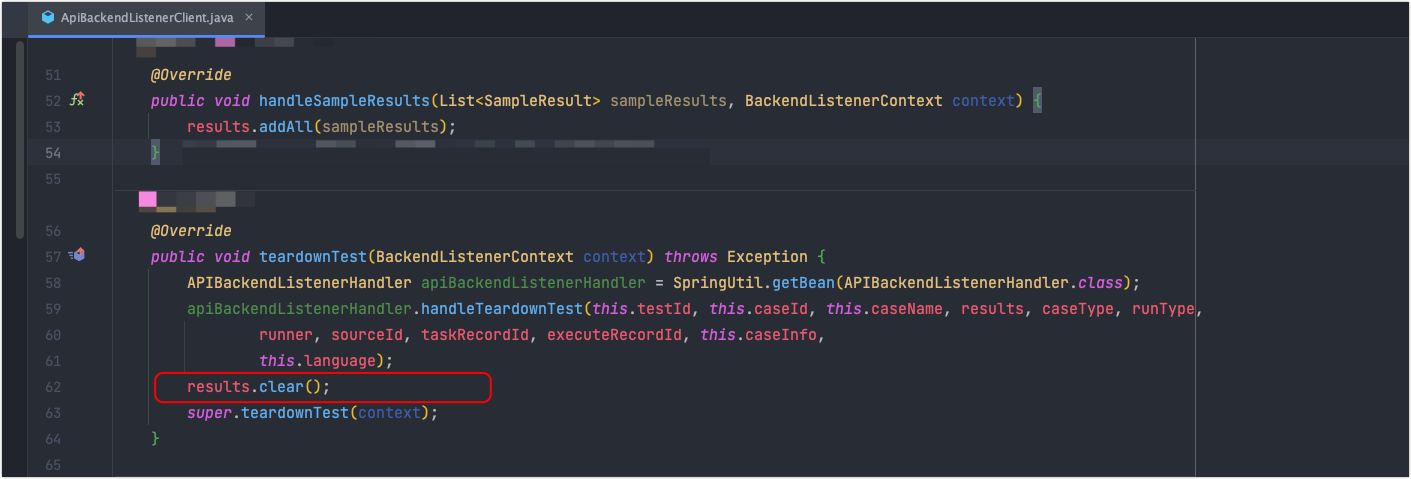 ApiBackendListenerClient.java ×
51 @Override
52 public void handleSampleResults(List<SampleResult> sampleResults, BackendListenerContext context) {
53 results.addAll(sampleResults);
54 }
55
56 @Override
57 public void teardownTest(BackendListenerContext context) throws Exception {
58 APIBackendListenerHandler apiBackendListenerHandler = SpringUtil.getBean(APIBackendListenerHandler.class);
59 apiBackendListenerHandler.handleTeardownTest(this.testId, this.caseId, this.caseName, results, caseType, runType,
60 runner, sourceId, taskRecordId, executeRecordId, this.caseInfo,
61 this.language);
62 results.clear();
63 super.teardownTest(context);
64 }
65